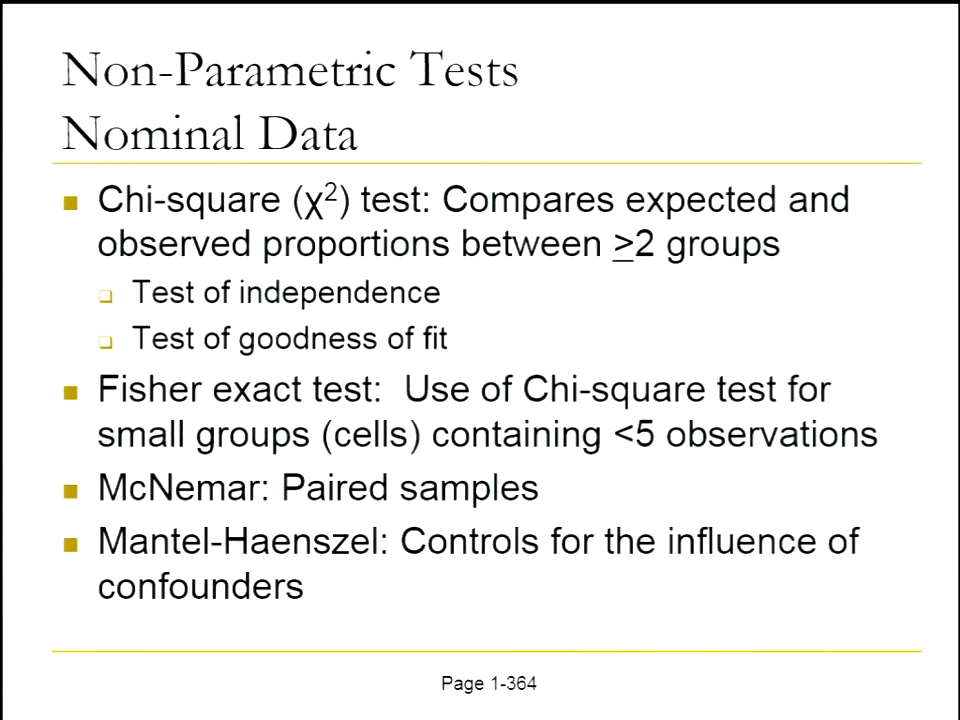 Non-Parametric Tests
Nominal Data
Chi-square (χ²) test: Compares expected and
observed proportions between >2 groups
Test of independence
Test of goodness of fit
Fisher exact test: Use of Chi-square test for
small groups (cells) containing <5 observations
McNemar: Paired samples
Mantel-Haenszel: Controls for the influence of
confounders
Page 1-364